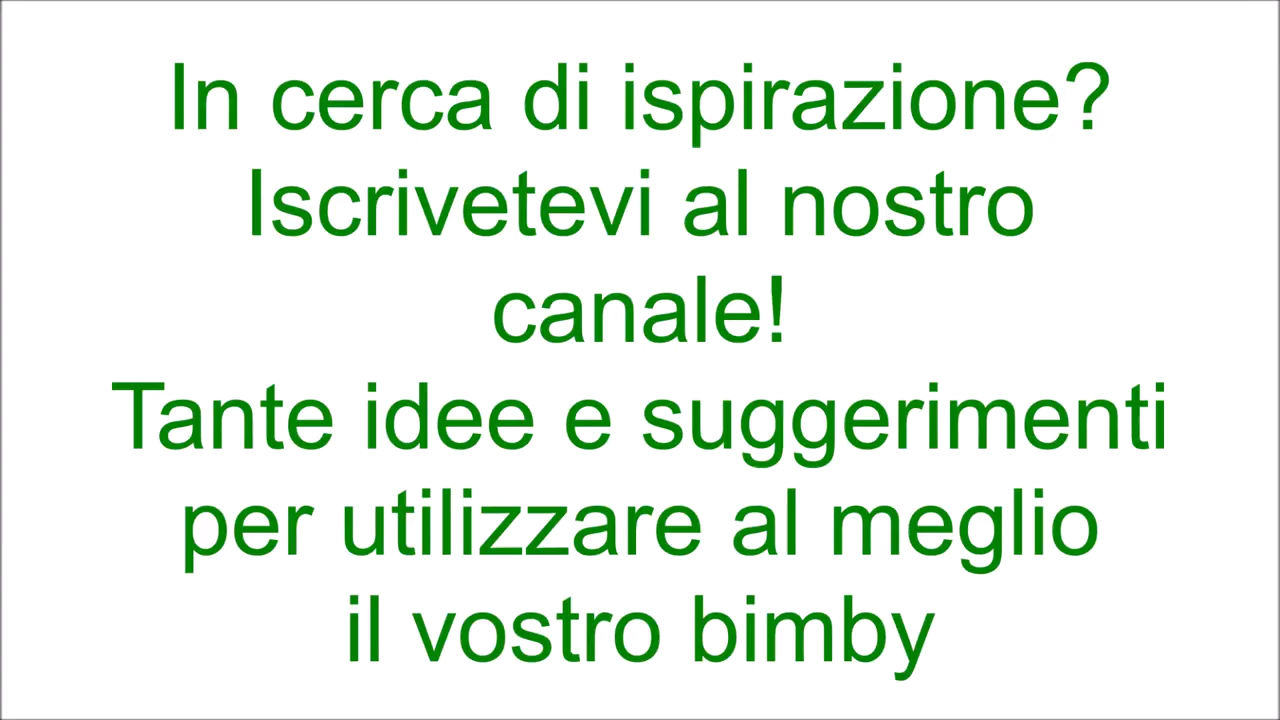 In cerca di ispirazione?
Iscrivetevi al nostro
canale!
Tante idee e suggerimenti
per utilizzare al meglio
il vostro bimby